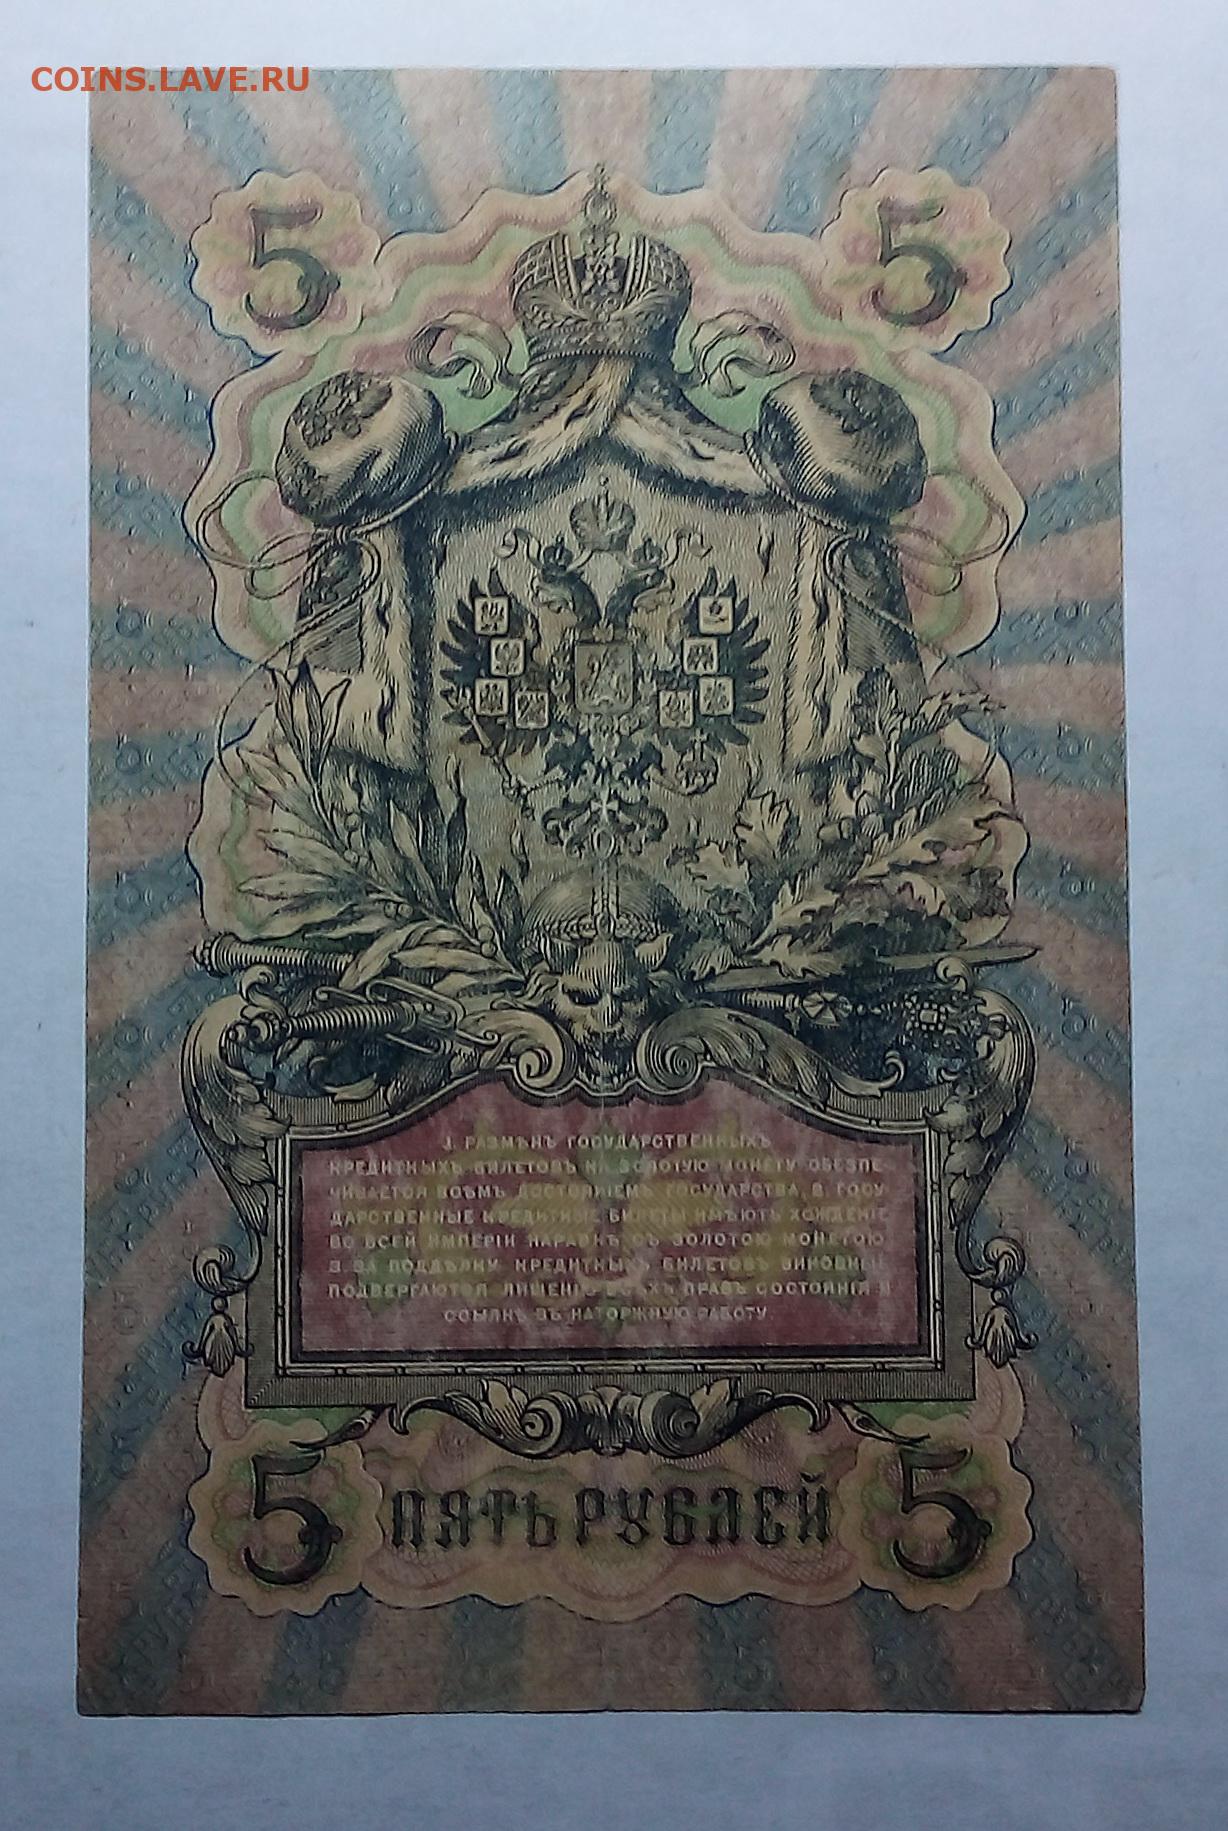 COINS.LAVE.RU
5 5
1. РАЗМѢНЪ ГОСУДАРСТВЕННЫХЪ
КРЕДИТНЫХЪ БИЛЕТОВЪ НА ЗОЛОТУЮ МОНЕТУ ОБЕЗПЕ-
ЧИВАЕТСЯ ВСѢМЪ ДОСТОЯНІЕМЪ ГОСУДАРСТВА. 2. ГОСУ-
ДАРСТВЕННЫЕ КРЕДИТНЫЕ БИЛЕТЫ ИМѢЮТЪ ХОЖДЕНІЕ
ВО ВСЕЙ ИМПЕРІИ НАРАВНѢ СЪ ЗОЛОТОЮ МОНЕТОЮ
3. ЗА ПОДДѢЛКУ КРЕДИТНЫХЪ БИЛЕТОВЪ ВИНОВНЫЕ
ПОДВЕРГАЮТСЯ ЛИШЕНІЮ ВСѢХЪ ПРАВЪ СОСТОЯНІЯ И
ССЫЛКѢ ВЪ КАТОРЖНУЮ РАБОТУ.
5 ПЯТЬ РУБЛЕЙ 5